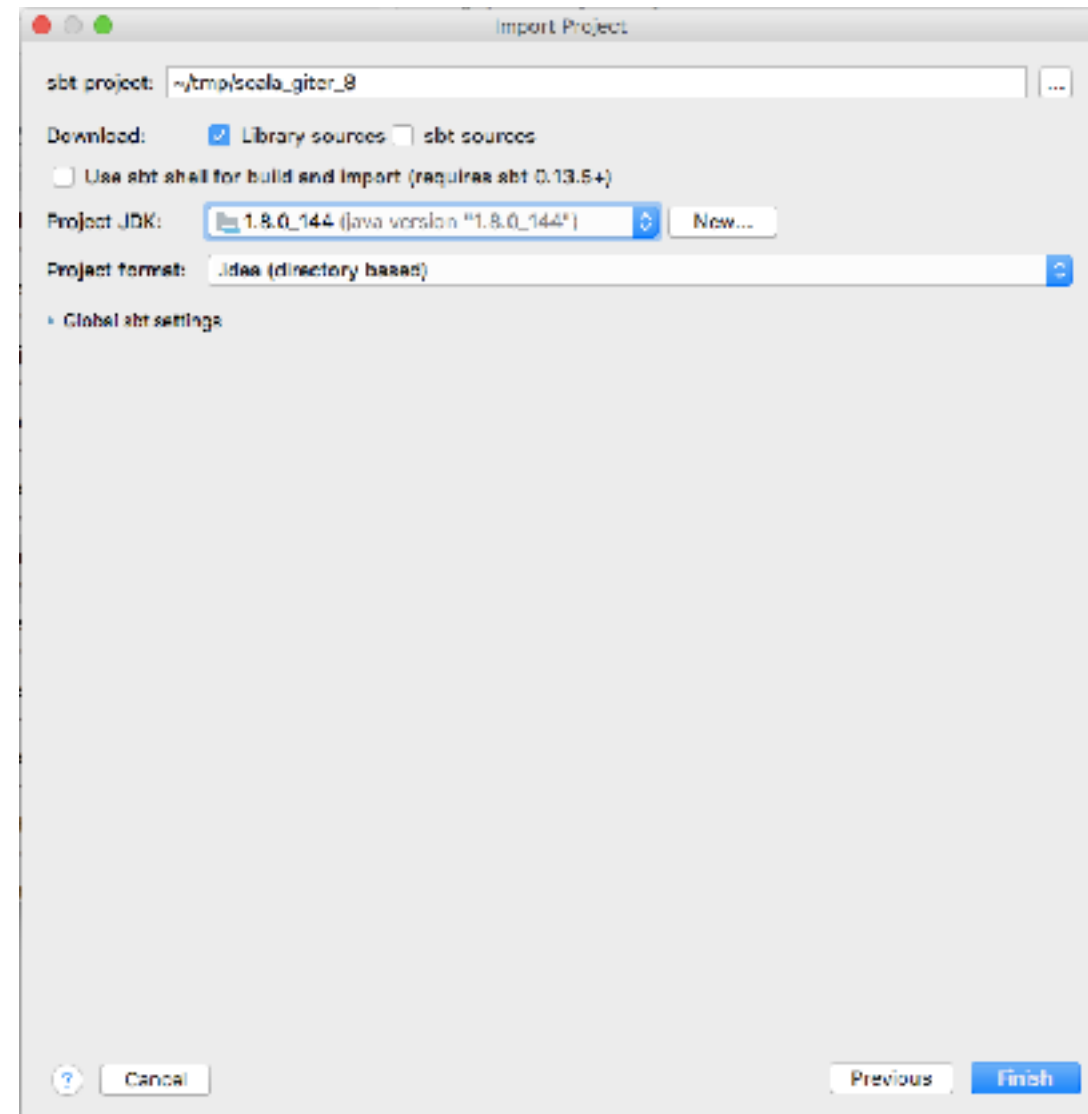 Import Project
sbt project: ~/tmp/scala_giter_8 ...
Download: Library sources sbt sources
Use sbt shell for build and import (requires sbt 0.13.5+)
Project JDK: 1.8.0_144 (java version "1.8.0_144") New...
Project format: .idea (directory based)
Global sbt settings
? Cancel Previous Finish